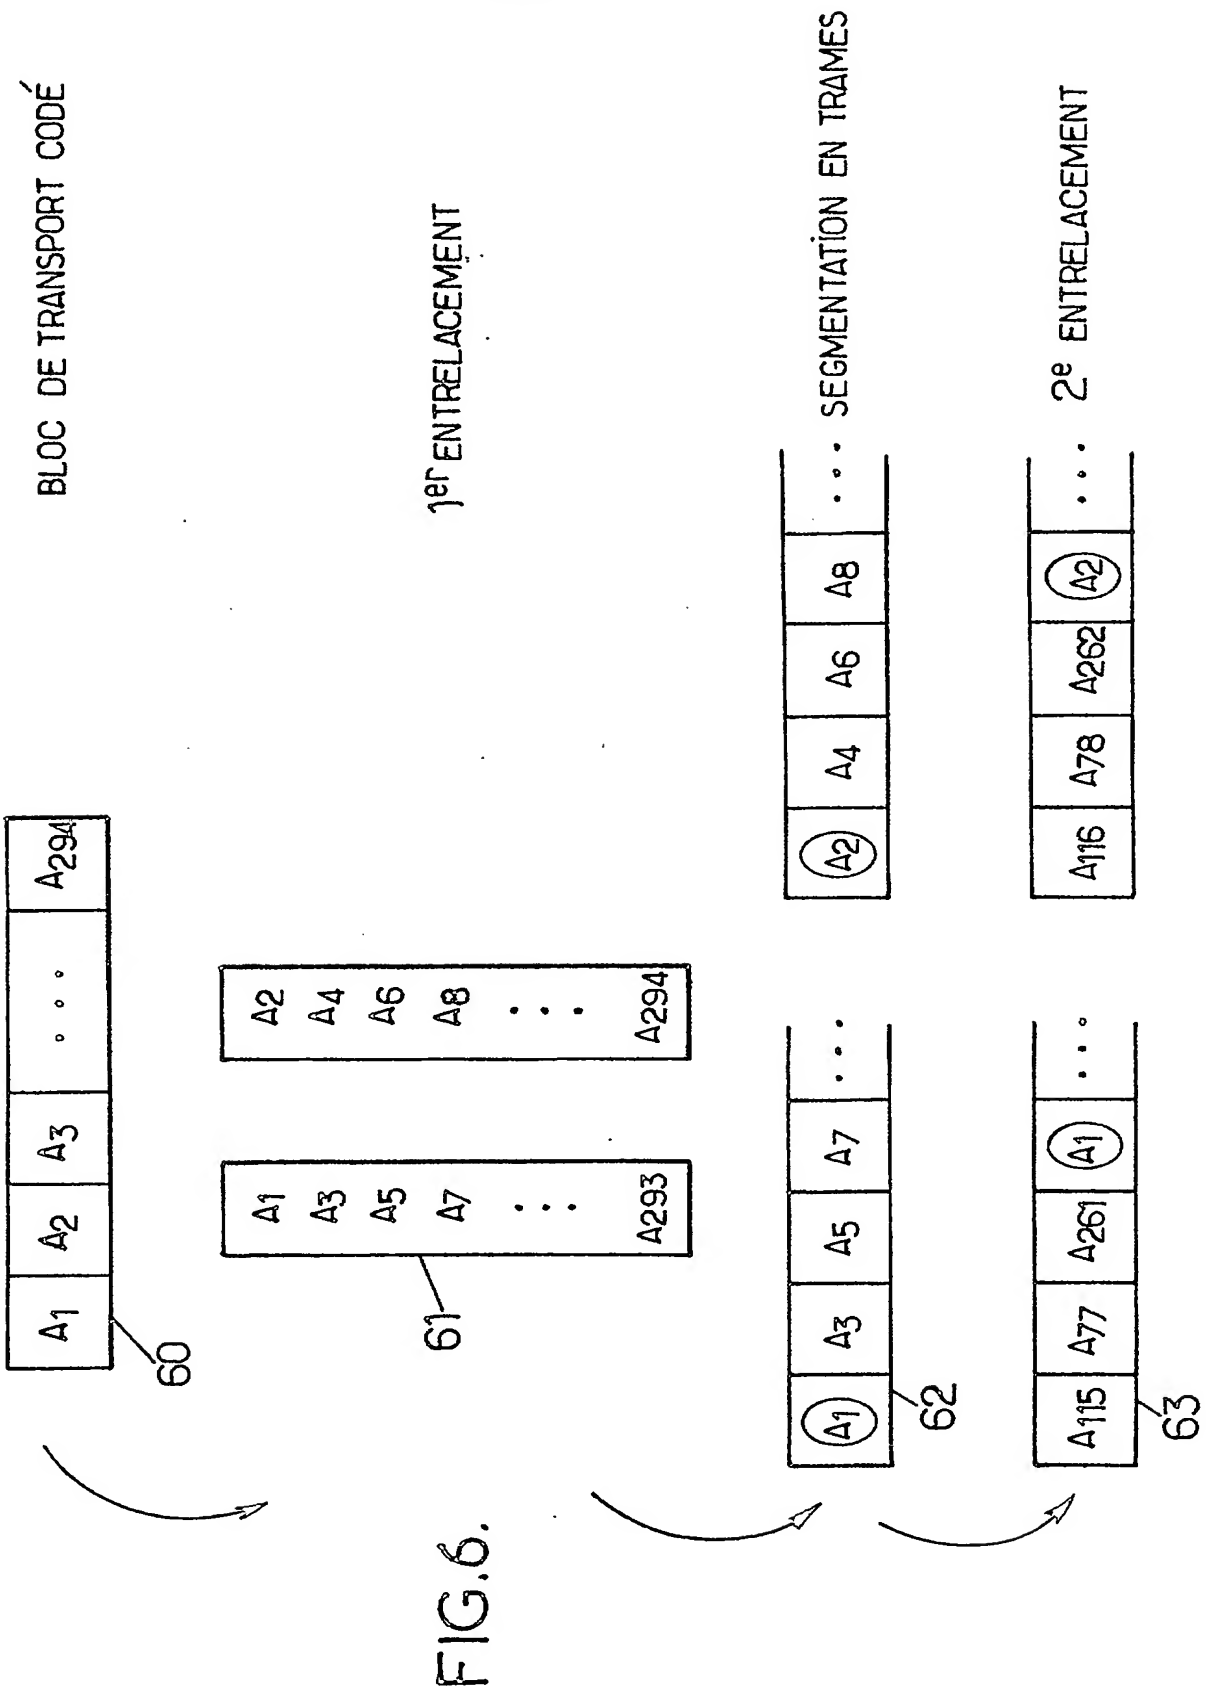 BLOC DE TRANSPORT CODÉ
A1 A2 A3 ... A294
60
1er ENTRELACEMENT
A1 A2
A3 A4
A5 A6
A7 A8
... ...
A293 A294
61
SEGMENTATION EN TRAMES
A1 A3 A5 A7 ... A2 A4 A6 A8 ...
62
2e ENTRELACEMENT
A115 A77 A261 A1 ... A116 A78 A262 A2 ...
63
FIG.6.